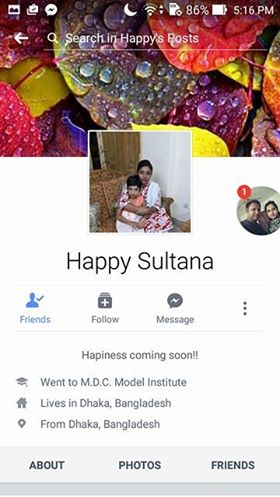 86% 5:16 PM
Search in Happy's Posts
1
Happy Sultana
Friends
Follow
Message
Hapiness coming soon!!
Went to M.D.C. Model Institute
Lives in Dhaka, Bangladesh
From Dhaka, Bangladesh
ABOUT PHOTOS FRIENDS